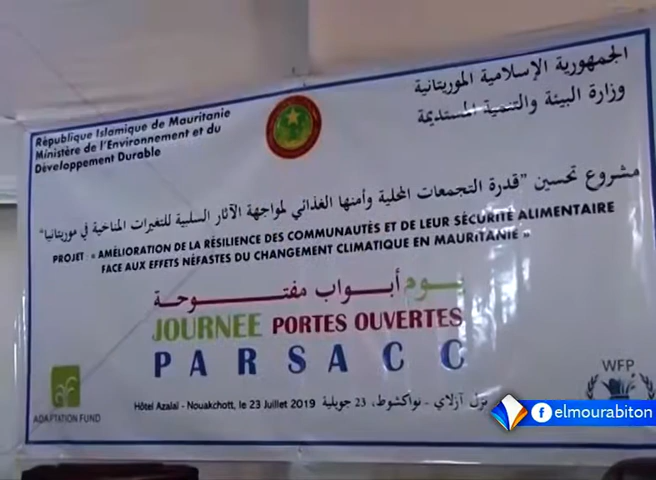 الجمهورية الإسلامية الموريتانية
وزارة البيئة والتنمية المستديمة
République Islamique de Mauritanie
Ministère de l'Environnement et du
Développement Durable
مشروع تحسين "قدرة التجمعات المحلية وأمنها الغذائي لمواجهة الآثار السلبية للتغيرات المناخية في موريتانيا"
PROJET : « AMÉLIORATION DE LA RÉSILIENCE DES COMMUNAUTÉS ET DE LEUR SÉCURITÉ ALIMENTAIRE
FACE AUX EFFETS NÉFASTES DU CHANGEMENT CLIMATIQUE EN MAURITANIE »
يوم أبواب مفتوحة
JOURNEE PORTES OUVERTES
PARSACC
Hôtel Azalaï - Nouakchott, le 23 Juillet 2019
نزل آزلاي - نواكشوط، 23 جويلية
ADAPTATION FUND
WFP
elmourabiton